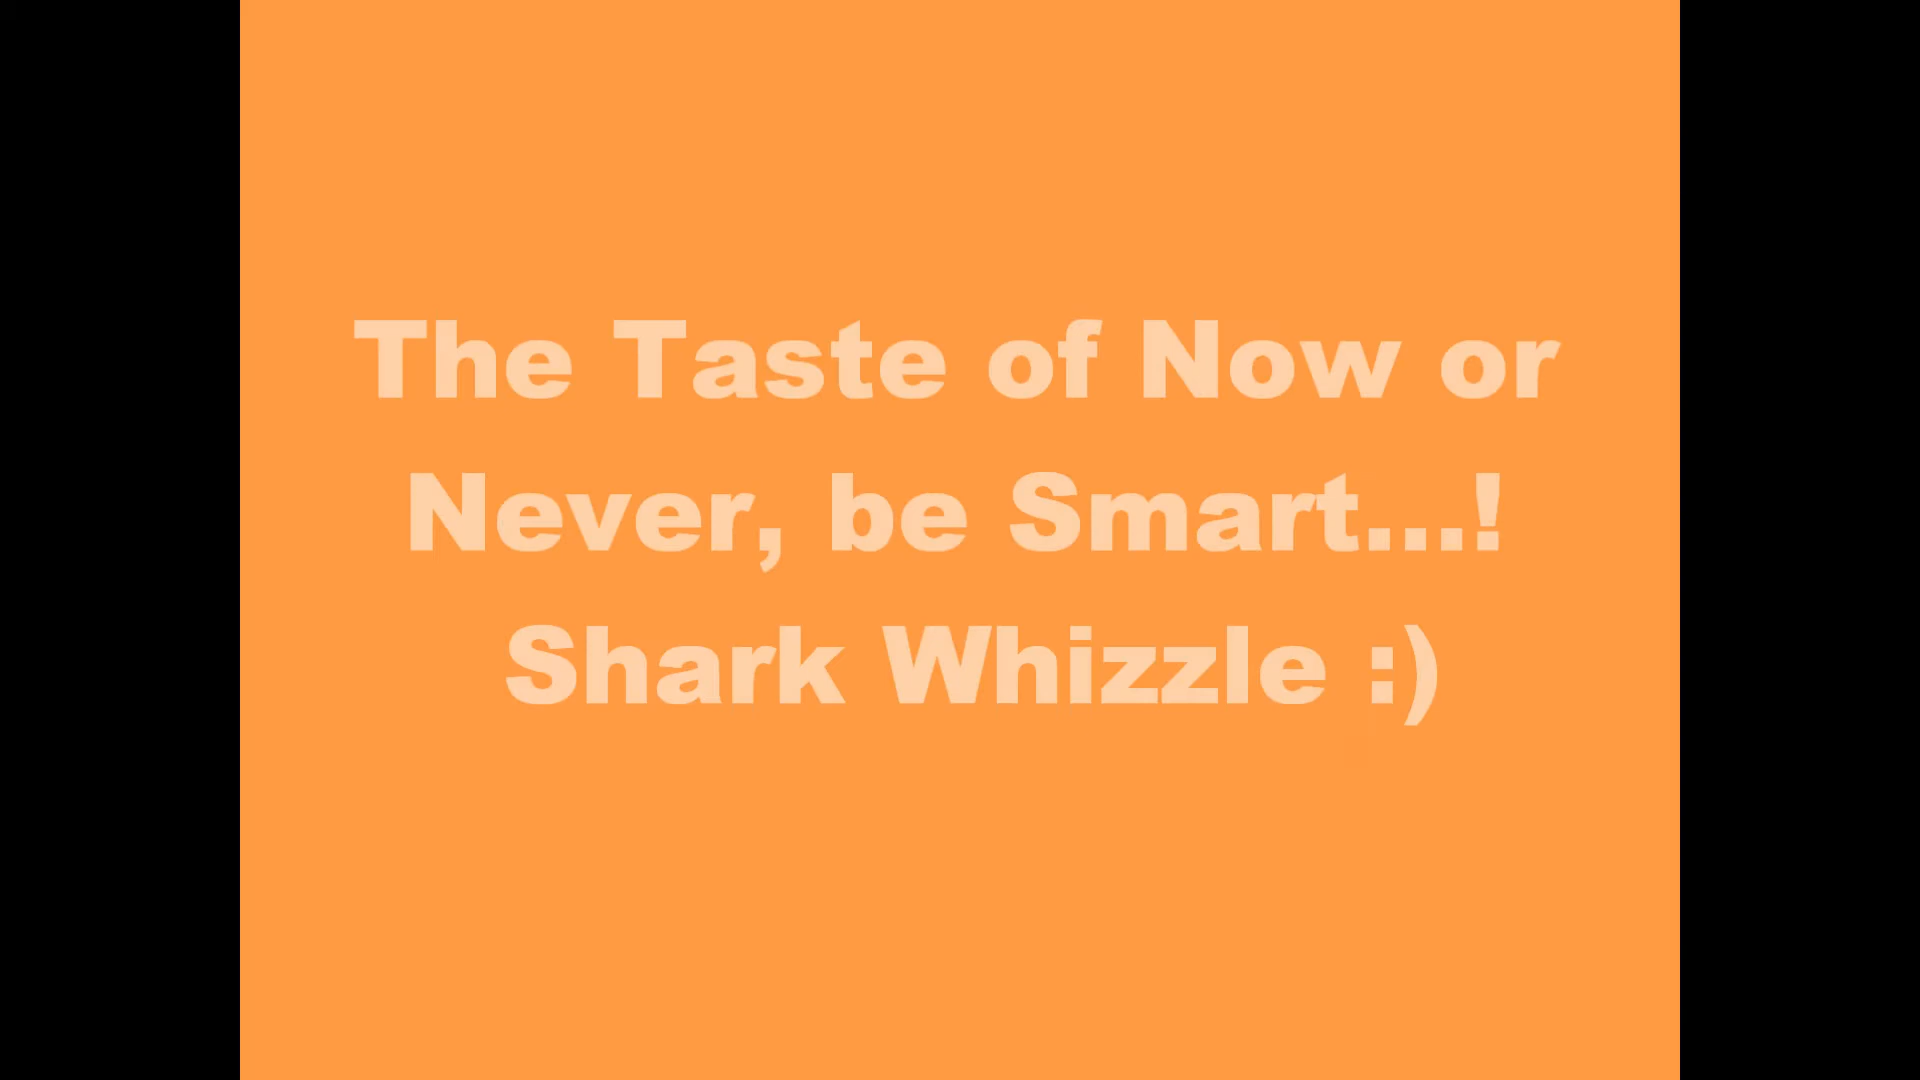 The Taste of Now or
Never, be Smart...!
Shark Whizzle :)